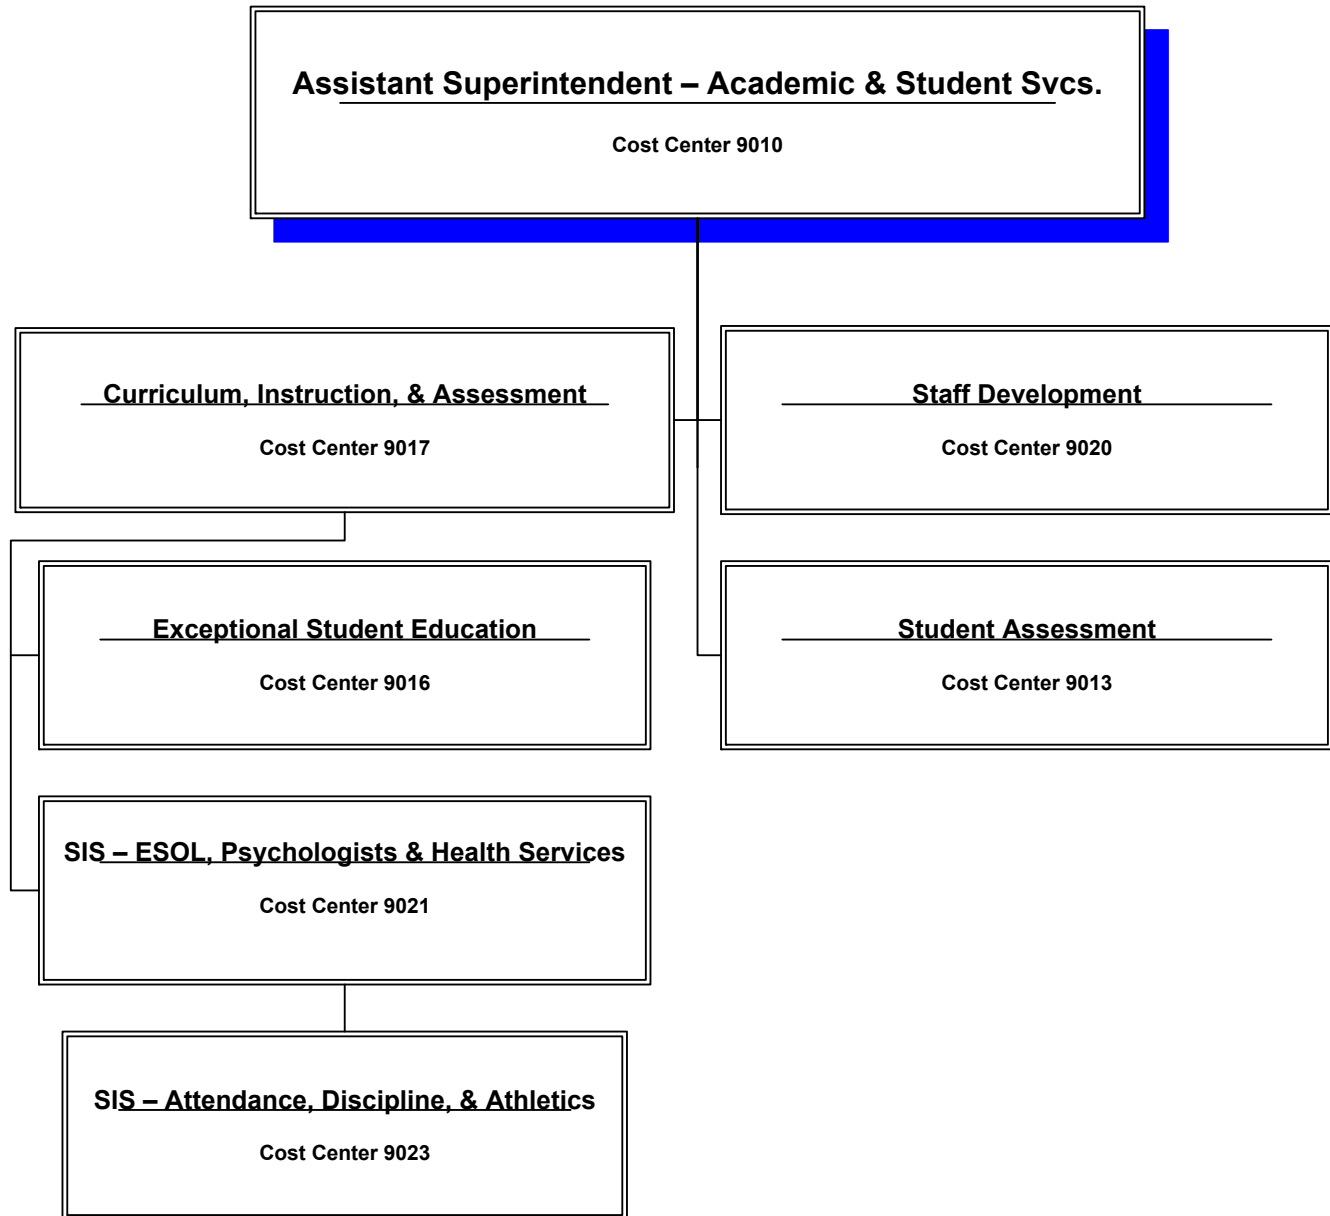 Assistant Superintendent – Academic & Student Svcs.
Cost Center 9010
Curriculum, Instruction, & Assessment
Cost Center 9017
Staff Development
Cost Center 9020
Exceptional Student Education
Cost Center 9016
Student Assessment
Cost Center 9013
SIS – ESOL, Psychologists & Health Services
Cost Center 9021
SIS – Attendance, Discipline, & Athletics
Cost Center 9023